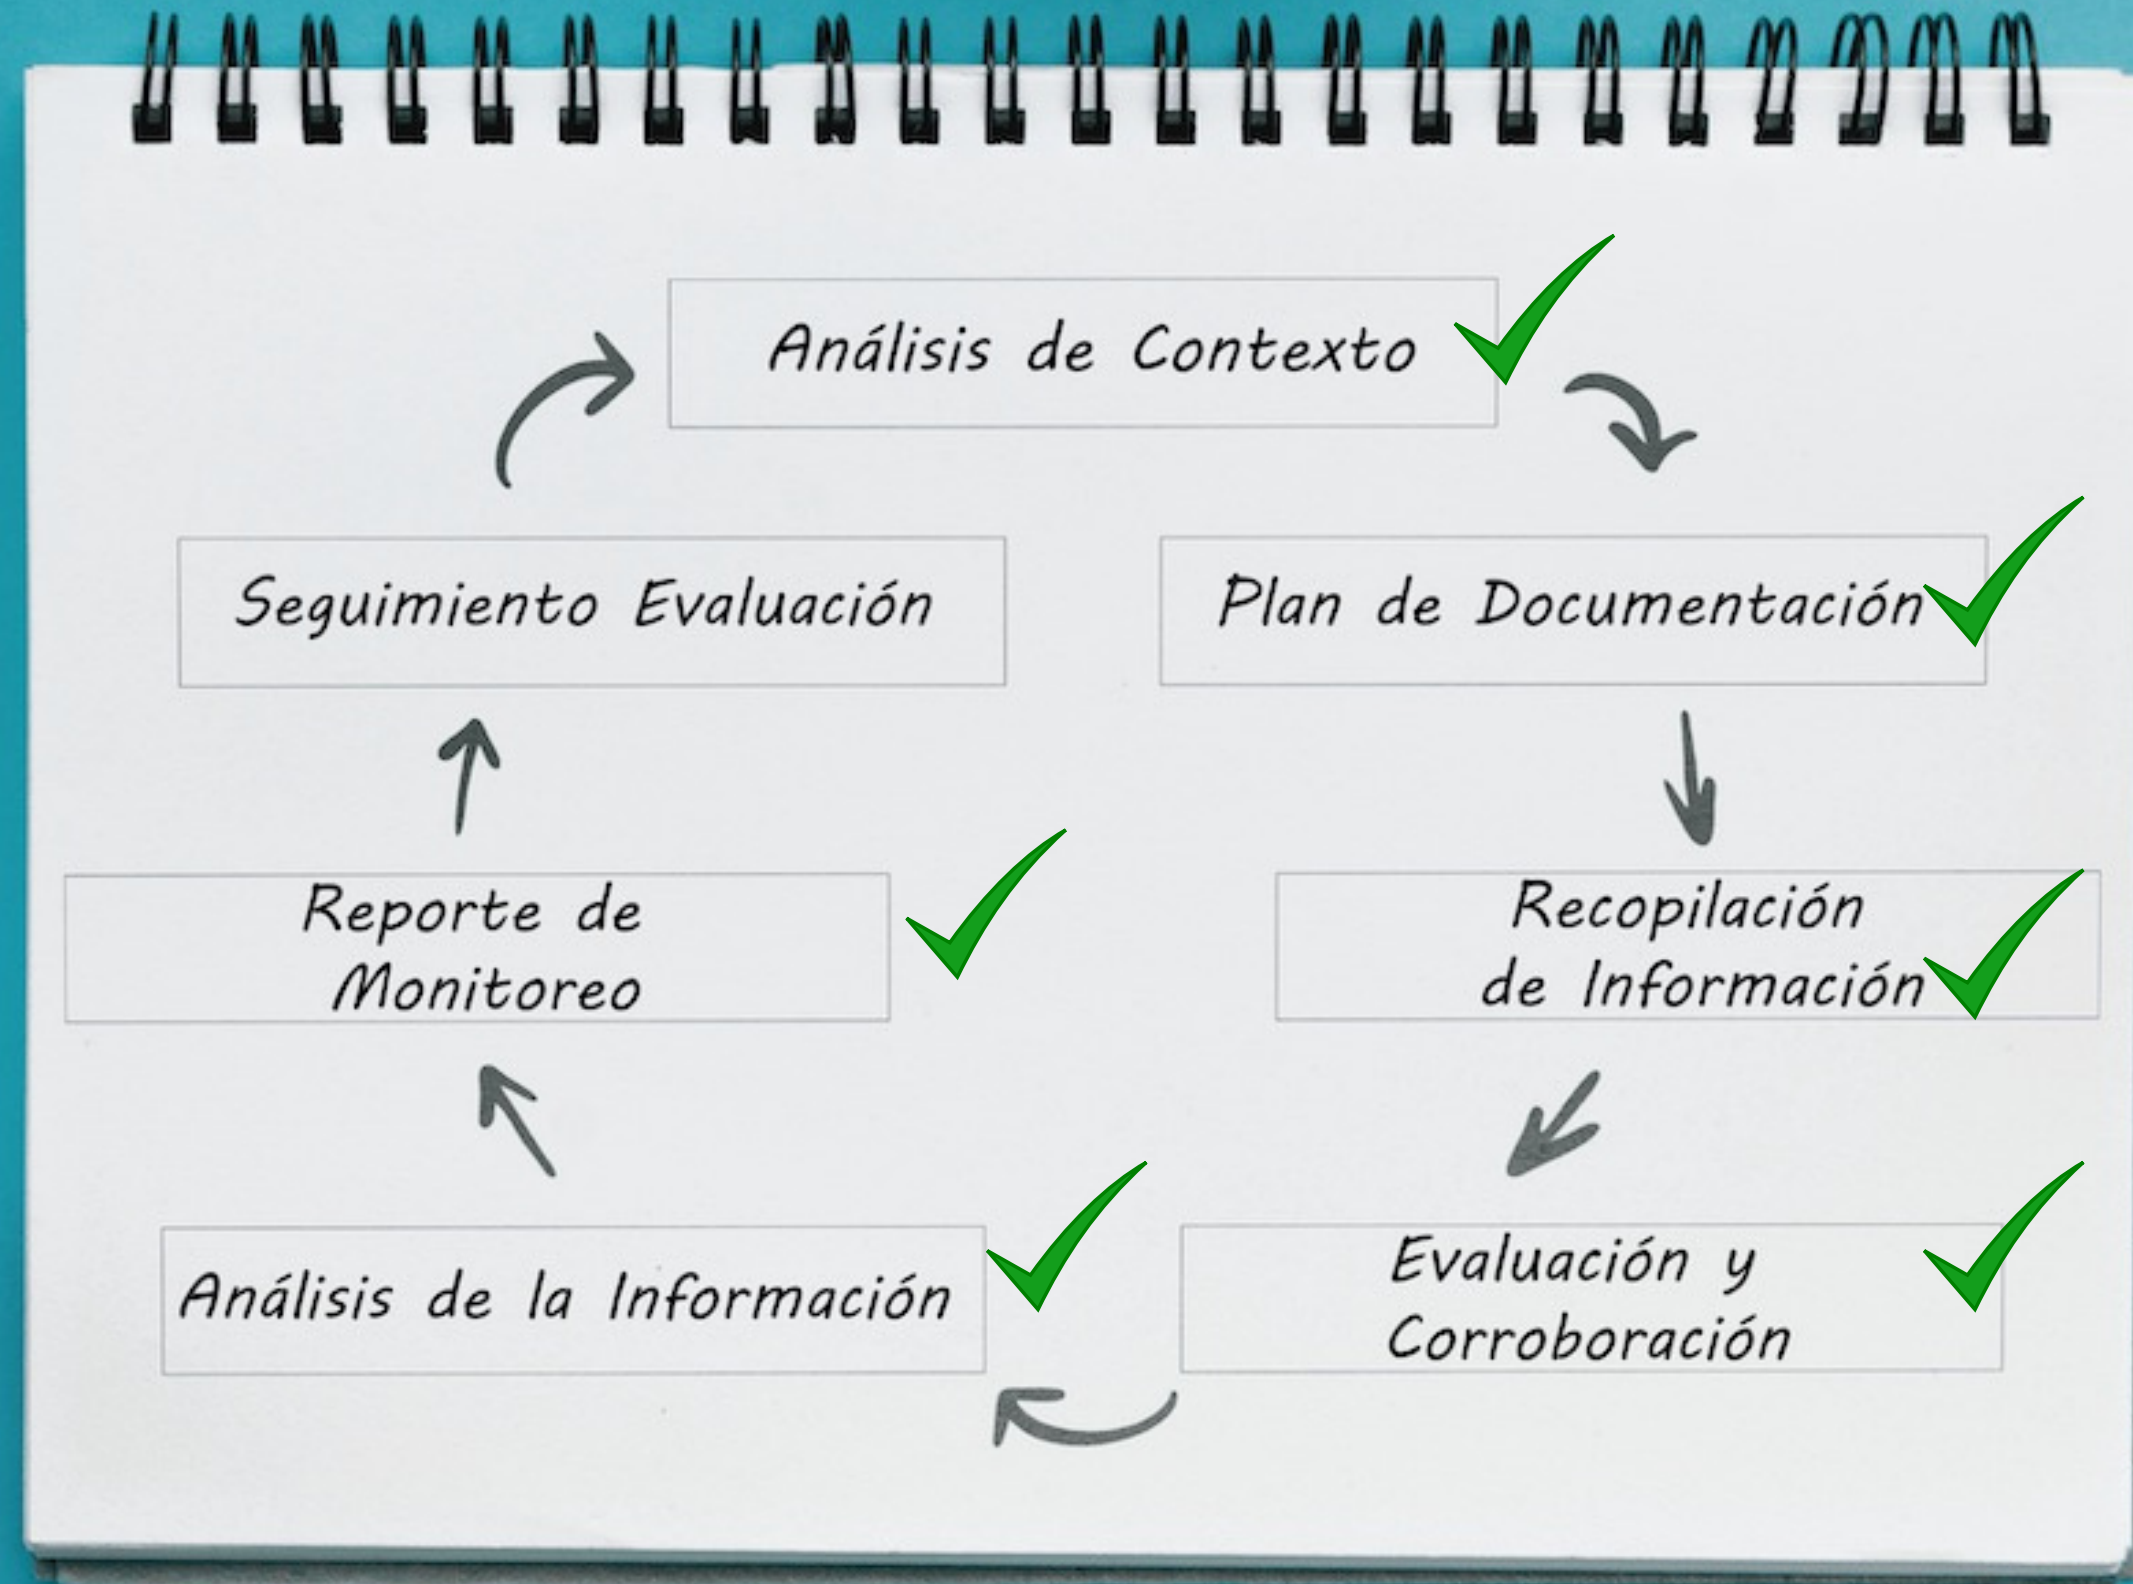 Análisis de Contexto
Seguimiento Evaluación
Plan de Documentación
Reporte de
Monitoreo
Recopilación
de Información
Análisis de la Información
Evaluación y
Corroboración